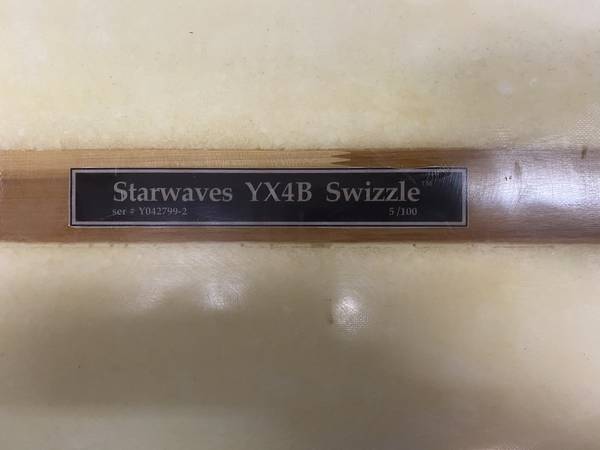 Starwaves YX4B Swizzle™
ser # Y042799-2 5/100